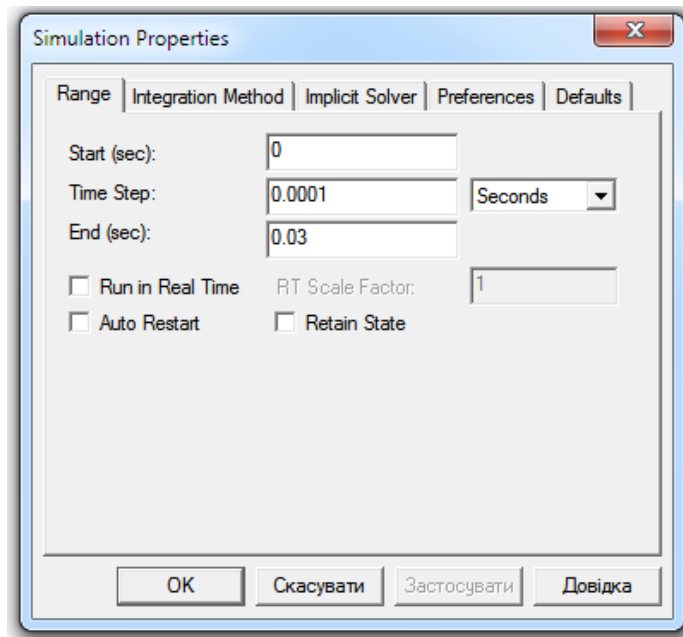 Simulation Properties
Range Integration Method Implicit Solver Preferences Defaults
Start (sec): 0
Time Step: 0.0001 Seconds
End (sec): 0.03
Run in Real Time RT Scale Factor: 1
Auto Restart Retain State
OK Скасувати Застосувати Довідка